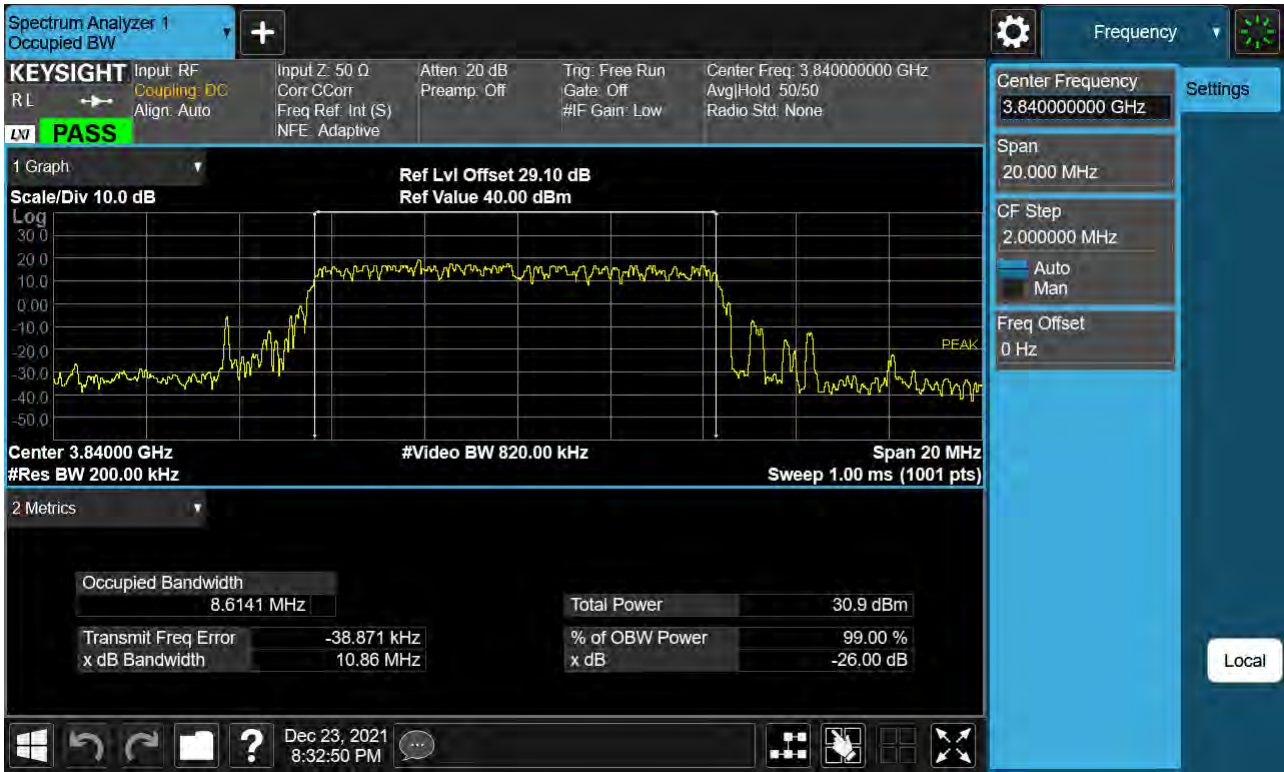 Spectrum Analyzer 1
Occupied BW
+
Frequency
KEYSIGHT
RL
LXI
PASS
Input: RF
Coupling: DC
Align: Auto
Input Z: 50 Ω
Corr CCorr
Freq Ref: Int (S)
NFE: Adaptive
Atten: 20 dB
Preamp: Off
Trig: Free Run
Gate: Off
#IF Gain: Low
Center Freq: 3.840000000 GHz
Avg|Hold: 50/50
Radio Std: None
Center Frequency
3.840000000 GHz
Settings
Span
20.000 MHz
CF Step
2.000000 MHz
Auto
Man
Freq Offset
0 Hz
Local
1 Graph
Scale/Div 10.0 dB
Ref Lvl Offset 29.10 dB
Ref Value 40.00 dBm
Log
30.0
20.0
10.0
0.00
-10.0
-20.0
-30.0
-40.0
-50.0
PEAK
Center 3.84000 GHz
#Video BW 820.00 kHz
Span 20 MHz
#Res BW 200.00 kHz
Sweep 1.00 ms (1001 pts)
2 Metrics
Occupied Bandwidth
8.6141 MHz
Total Power 30.9 dBm
Transmit Freq Error -38.871 kHz
% of OBW Power 99.00 %
x dB Bandwidth 10.86 MHz
x dB -26.00 dB
?
Dec 23, 2021
8:32:50 PM